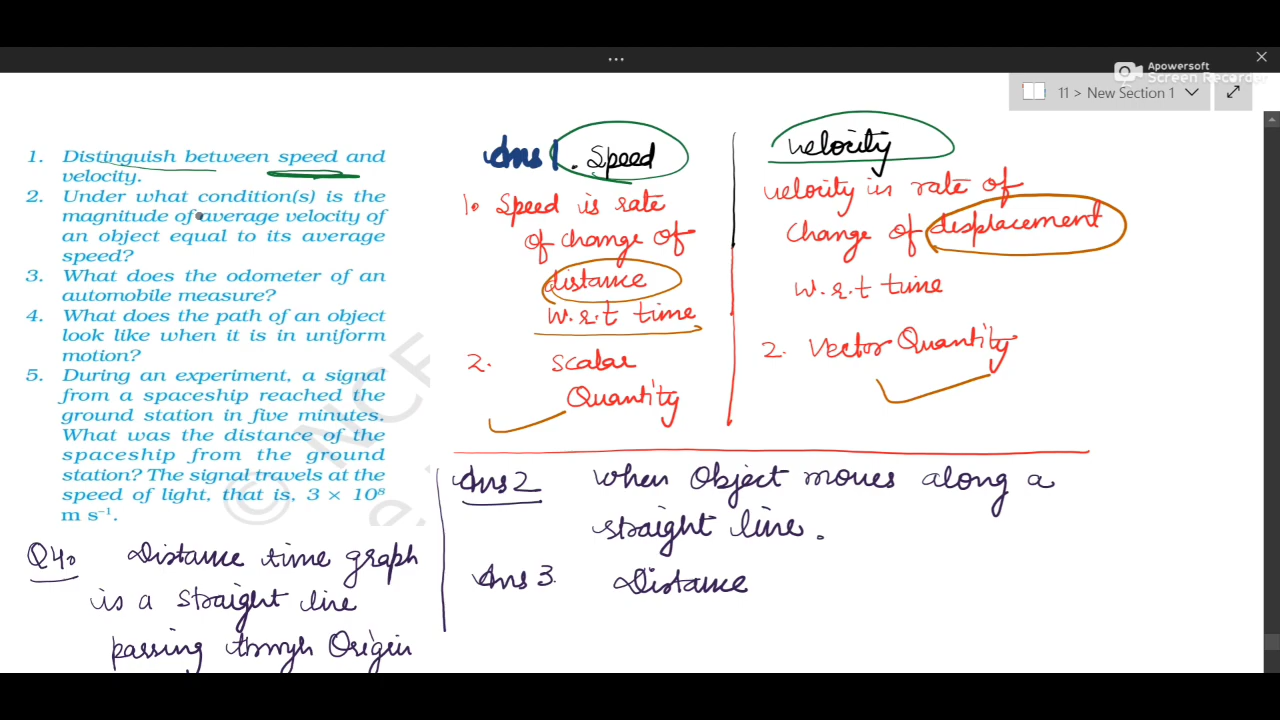 ...
Apowersoft
Screen Recorder
11 > New Section 1
1. Distinguish between speed and
velocity.
2. Under what condition(s) is the
magnitude of average velocity of
an object equal to its average
speed?
3. What does the odometer of an
automobile measure?
4. What does the path of an object
look like when it is in uniform
motion?
5. During an experiment, a signal
from a spaceship reached the
ground station in five minutes.
What was the distance of the
spaceship from the ground
station? The signal travels at the
speed of light, that is, 3 × 10⁸
m s⁻¹.
Q4. Distance time graph
is a straight line
passing through Origin
Ans 1. Speed
1. Speed is rate
of change of
distance
w.r.t time
2. Scalar
Quantity
velocity
velocity is rate of
change of displacement
w.r.t time
2. Vector Quantity
Ans 2 when Object moves along a
straight line.
Ans 3. Distance
© NCE